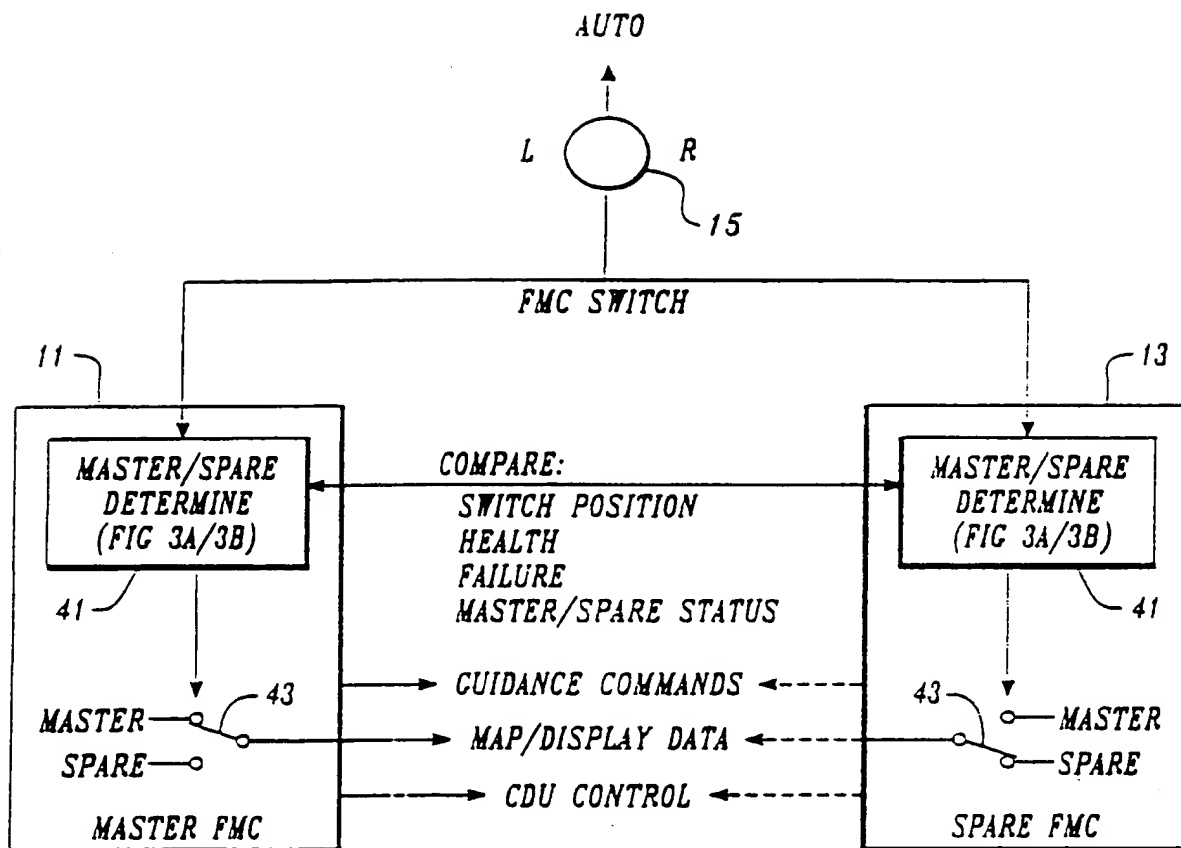 AUTO
L R
15
FMC SWITCH
11
13
MASTER/SPARE
DETERMINE
(FIG 3A/3B)
41
COMPARE:
SWITCH POSITION
HEALTH
FAILURE
MASTER/SPARE STATUS
MASTER/SPARE
DETERMINE
(FIG 3A/3B)
41
GUIDANCE COMMANDS
MAP/DISPLAY DATA
CDU CONTROL
43
MASTER
SPARE
MASTER FMC
43
MASTER
SPARE
SPARE FMC